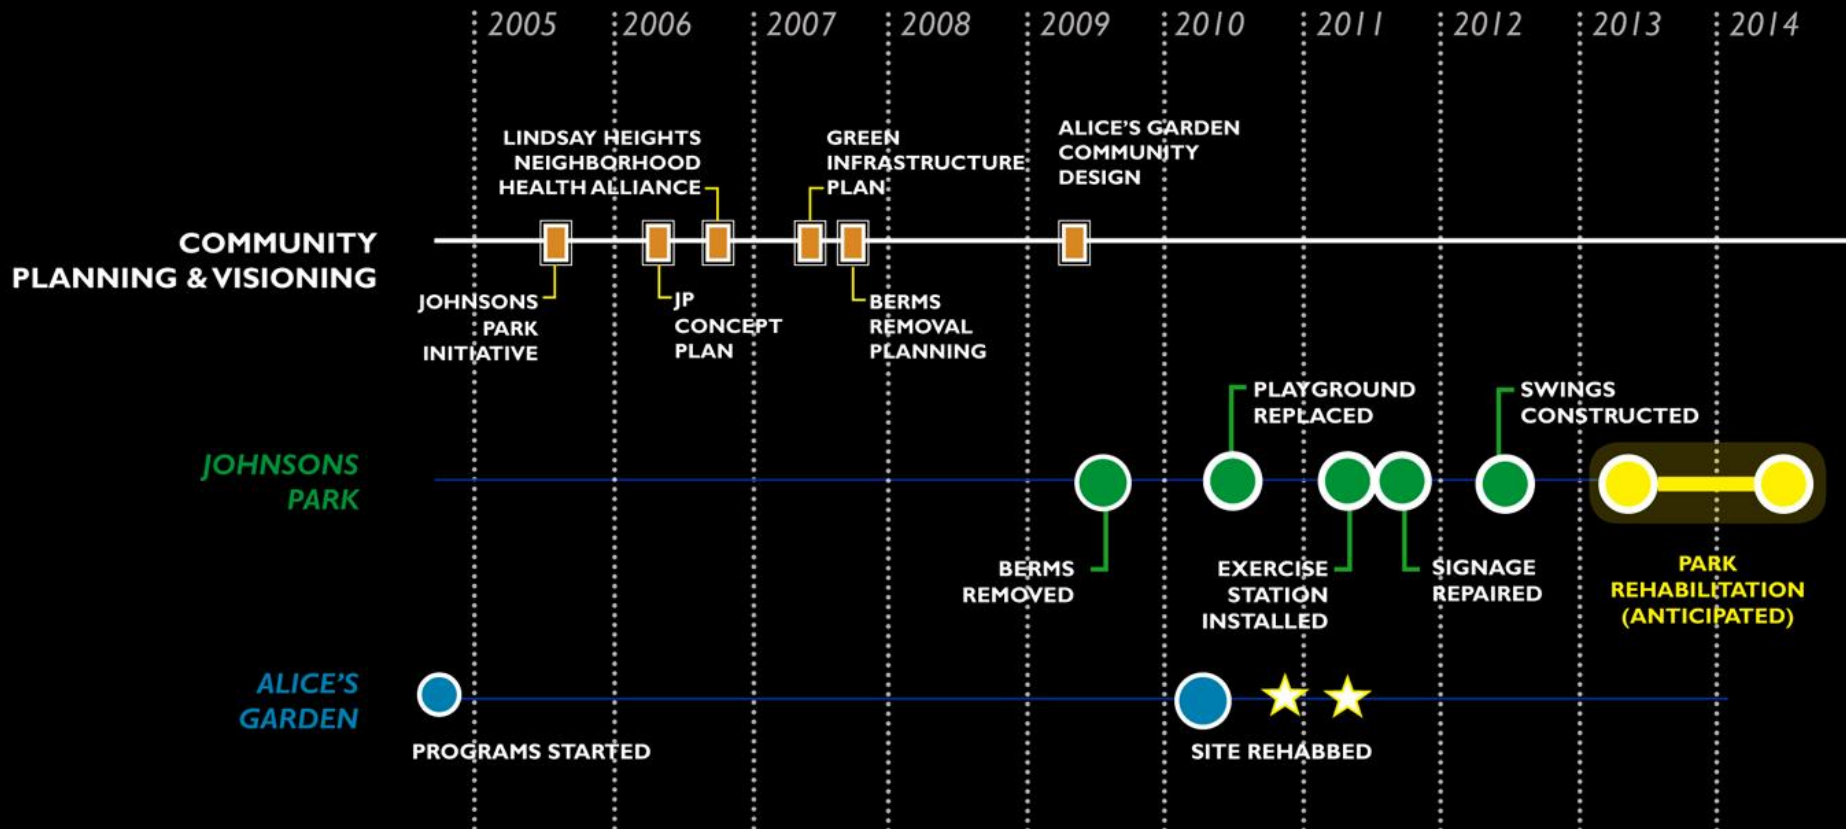 2005 2006 2007 2008 2009 2010 2011 2012 2013 2014
LINDSAY HEIGHTS
NEIGHBORHOOD
HEALTH ALLIANCE
GREEN
INFRASTRUCTURE
PLAN
ALICE'S GARDEN
COMMUNITY
DESIGN
COMMUNITY
PLANNING & VISIONING
JOHNSONS
PARK
INITIATIVE
JP
CONCEPT
PLAN
BERMS
REMOVAL
PLANNING
PLAYGROUND
REPLACED
SWINGS
CONSTRUCTED
JOHNSONS
PARK
BERMS
REMOVED
EXERCISE
STATION
INSTALLED
SIGNAGE
REPAIRED
PARK
REHABILITATION
(ANTICIPATED)
ALICE'S
GARDEN
PROGRAMS STARTED
SITE REHABBED